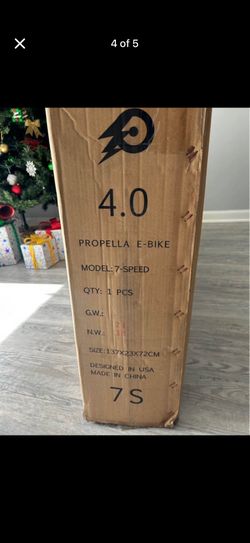 4 of 5
4.0
PROPELLA E-BIKE
MODEL: 7-SPEED
QTY: 1 PCS
G.W.:
N.W.:
SIZE: 137X23X72CM
DESIGNED IN USA
MADE IN CHINA
7S